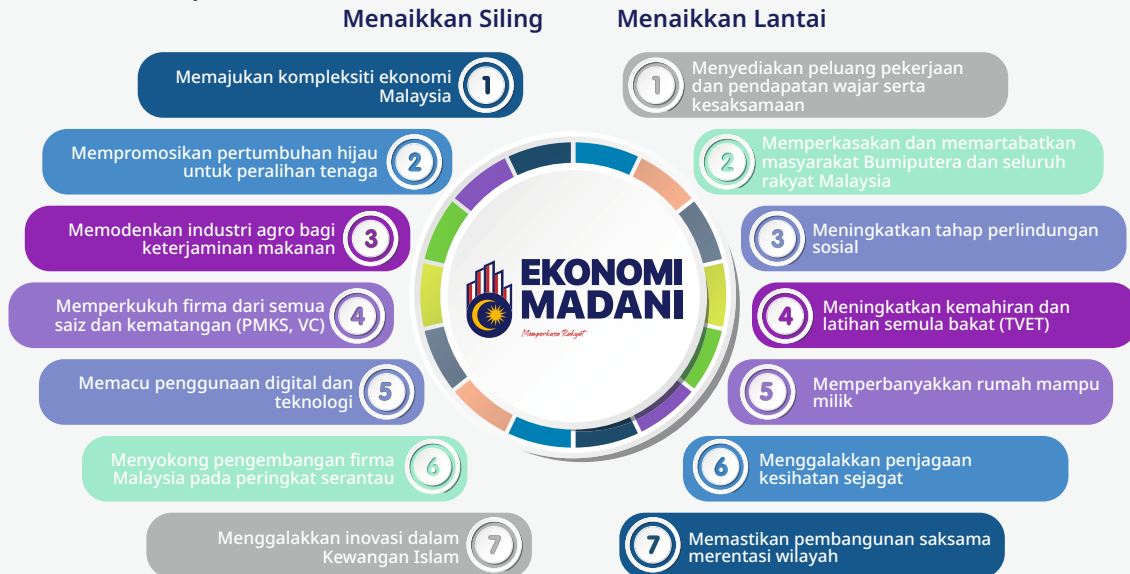 Menaikkan Siling
Memajukan kompleksiti ekonomi
Malaysia
1
Mempromosikan pertumbuhan hijau
untuk peralihan tenaga
2
Memodenkan industri agro bagi
keterjaminan makanan
3
Memperkukuh firma dari semua
saiz dan kematangan (PMKS, VC)
4
Memacu penggunaan digital dan
teknologi
5
Menyokong pengembangan firma
Malaysia pada peringkat serantau
6
Menggalakkan inovasi dalam
Kewangan Islam
7
EKONOMI
MADANI
Memperkasa Rakyat
Menaikkan Lantai
1
Menyediakan peluang pekerjaan
dan pendapatan wajar serta
kesaksamaan
2
Memperkasakan dan memartabatkan
masyarakat Bumiputera dan seluruh
rakyat Malaysia
3
Meningkatkan tahap perlindungan
sosial
4
Meningkatkan kemahiran dan
latihan semula bakat (TVET)
5
Memperbanyakkan rumah mampu
milik
6
Menggalakkan penjagaan
kesihatan sejagat
7
Memastikan pembangunan saksama
merentasi wilayah